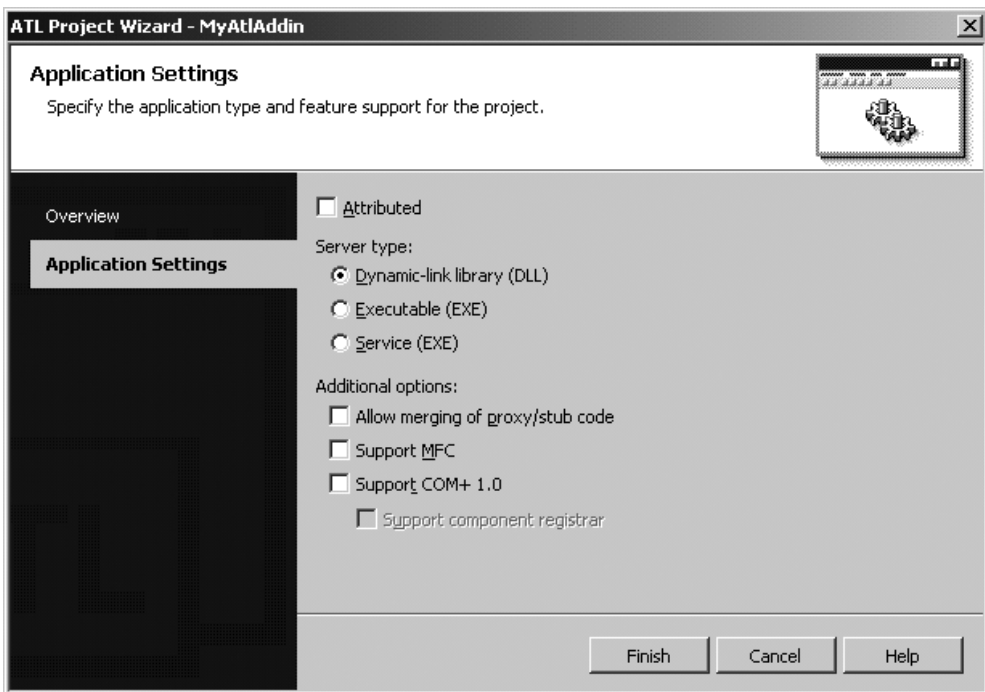 ATL Project Wizard - MyAtlAddin
Application Settings
Specify the application type and feature support for the project.
Overview
Application Settings
Attributed
Server type:
Dynamic-link library (DLL)
Executable (EXE)
Service (EXE)
Additional options:
Allow merging of proxy/stub code
Support MFC
Support COM+ 1.0
Support component registrar
Finish
Cancel
Help